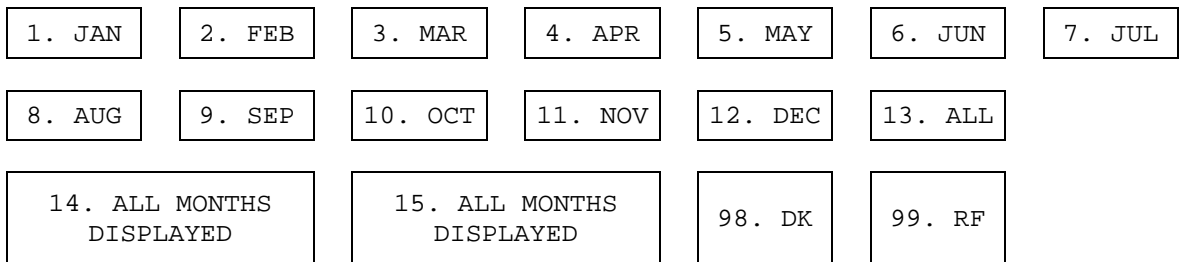 1. JAN 2. FEB 3. MAR 4. APR 5. MAY 6. JUN 7. JUL
8. AUG 9. SEP 10. OCT 11. NOV 12. DEC 13. ALL
14. ALL MONTHS DISPLAYED 15. ALL MONTHS DISPLAYED 98. DK 99. RF